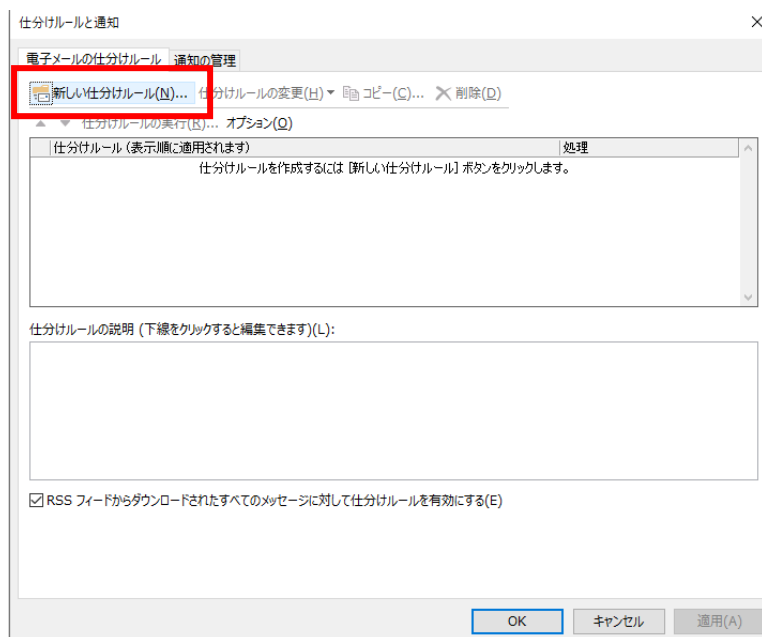 仕分けルールと通知
電子メールの仕分けルール 通知の管理
新しい仕分けルール(N)... 仕分けルールの変更(H) コピー(C)... 削除(D)
仕分けルールの実行(R)... オプション(O)
仕分けルール (表示順に適用されます) 処理
仕分けルールを作成するには [新しい仕分けルール] ボタンをクリックします。
仕分けルールの説明 (下線をクリックすると編集できます)(L):
RSS フィードからダウンロードされたすべてのメッセージに対して仕分けルールを有効にする(E)
OK キャンセル 適用(A)